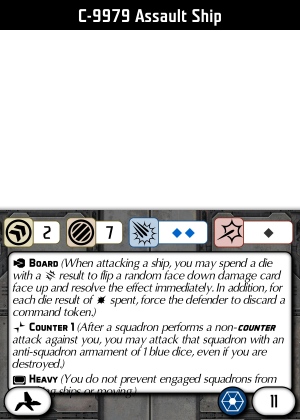 C-9979 Assault Ship
2 7
BOARD (When attacking a ship, you may spend a die
with a result to flip a random face down damage card
face up and resolve the effect immediately. In addition, for
each die result of spent, force the defender to discard a
command token.)
COUNTER 1 (After a squadron performs a non-COUNTER
attack against you, you may attack that squadron with an
anti-squadron armament of 1 blue dice, even if you are
destroyed.)
HEAVY (You do not prevent engaged squadrons from
ships or moving.)
11